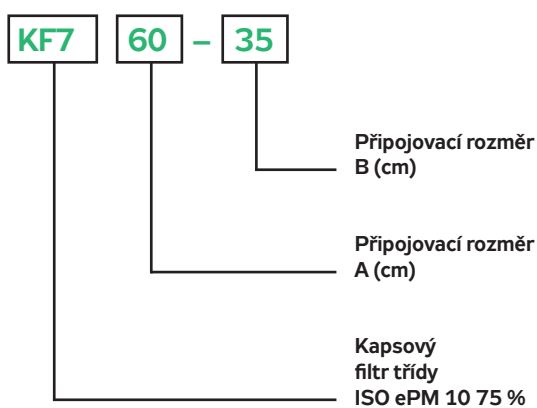 KF7 60 – 35
Připojovací rozměr
B (cm)
Připojovací rozměr
A (cm)
Kapsový
filtr třídy
ISO ePM 10 75 %